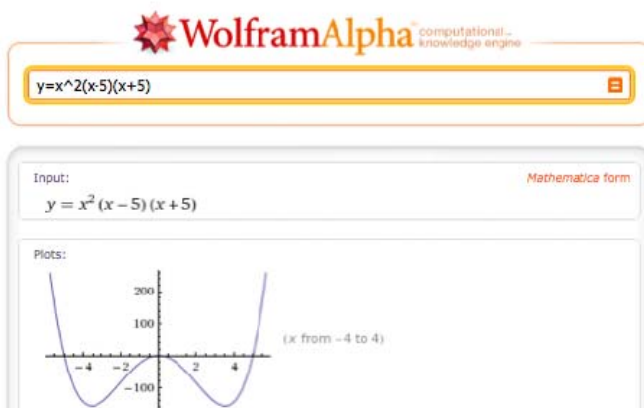 WolframAlpha computational... knowledge engine
y=x^2(x-5)(x+5)
Input:
Mathematica form
y = x² (x − 5) (x + 5)
Plots:
200
100
(x from −4 to 4)
−4 −2 2 4
−100